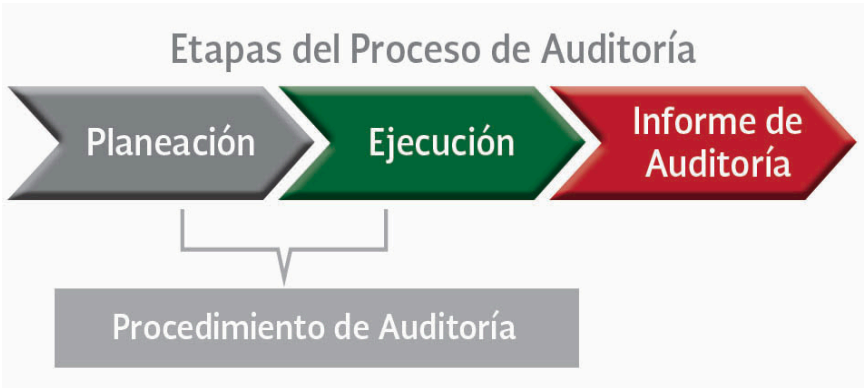 Etapas del Proceso de Auditoría
Planeación
Ejecución
Informe de
Auditoría
Procedimiento de Auditoría